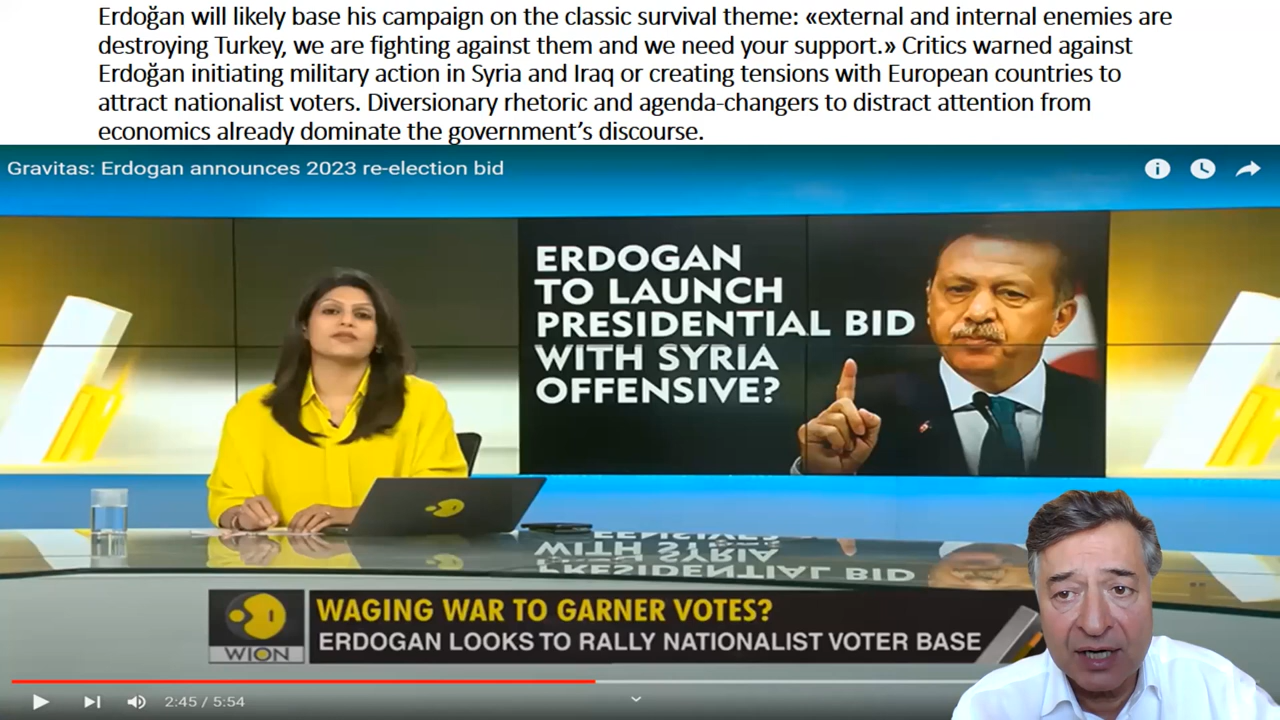 Erdoğan will likely base his campaign on the classic survival theme: «external and internal enemies are
destroying Turkey, we are fighting against them and we need your support.» Critics warned against
Erdoğan initiating military action in Syria and Iraq or creating tensions with European countries to
attract nationalist voters. Diversionary rhetoric and agenda-changers to distract attention from
economics already dominate the government’s discourse.
Gravitas: Erdogan announces 2023 re-election bid
ERDOGAN
TO LAUNCH
PRESIDENTIAL BID
WITH SYRIA
OFFENSIVE?
WITH SYRIA
PRESIDENTIAL BID
WAGING WAR TO GARNER VOTES?
ERDOGAN LOOKS TO RALLY NATIONALIST VOTER BASE
WION
2:45 / 5:54